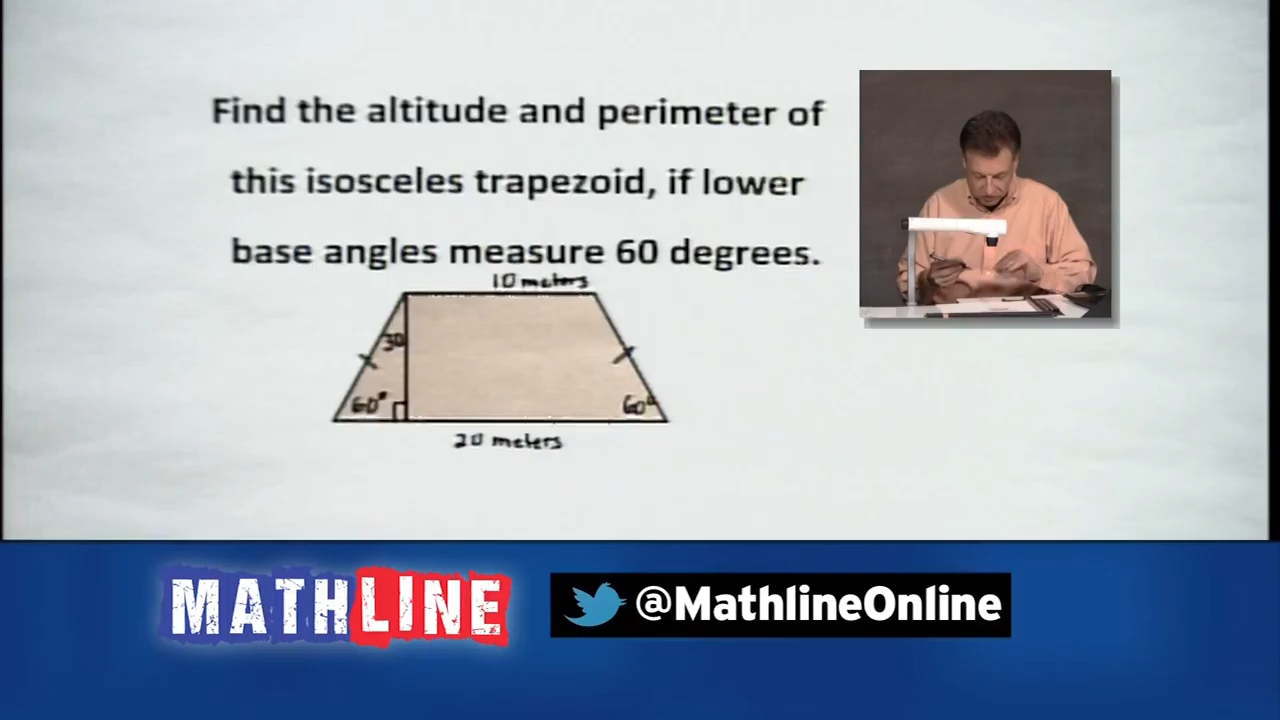 Find the altitude and perimeter of
this isosceles trapezoid, if lower
base angles measure 60 degrees.
10 meters
30
60°
60°
20 meters
MATHLINE
@MathlineOnline